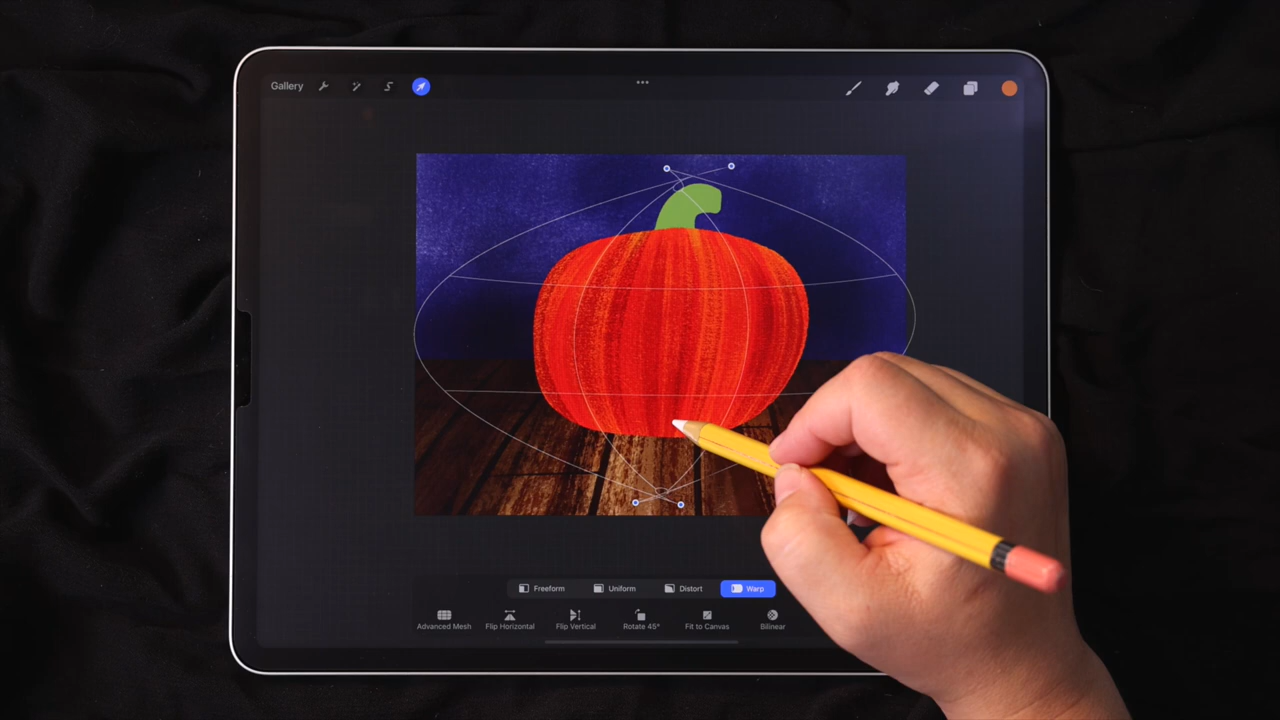 Gallery
Freeform Uniform Distort Warp
Advanced Mesh Flip Horizontal Flip Vertical Rotate 45° Fit to Canvas Bilinear